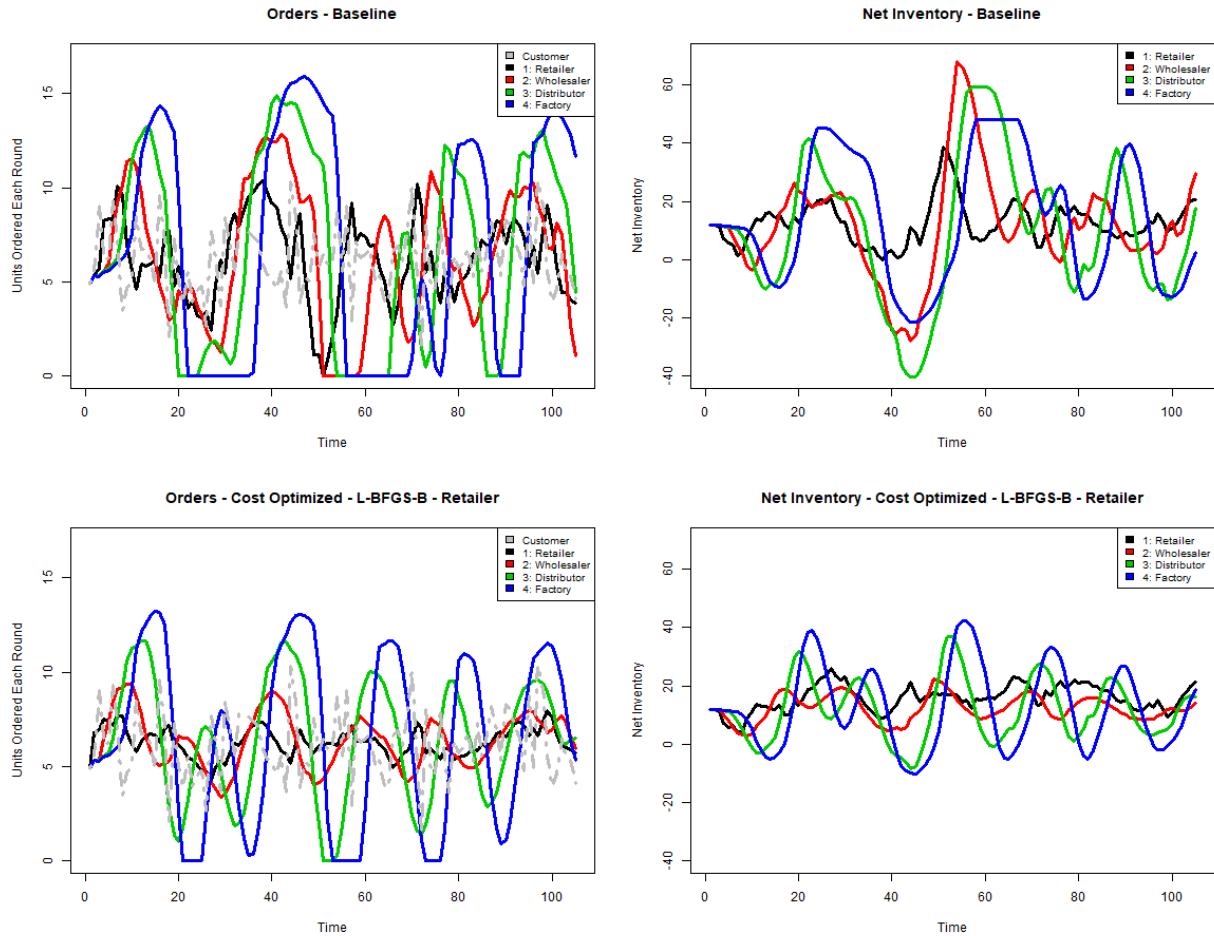 Orders - Baseline
Units Ordered Each Round
15
10
5
0
Customer
1: Retailer
2: Wholesaler
3: Distributor
4: Factory
0 20 40 60 80 100
Time
Net Inventory - Baseline
Net Inventory
60
40
20
0
-20
-40
1: Retailer
2: Wholesaler
3: Distributor
4: Factory
0 20 40 60 80 100
Time
Orders - Cost Optimized - L-BFGS-B - Retailer
Units Ordered Each Round
15
10
5
0
Customer
1: Retailer
2: Wholesaler
3: Distributor
4: Factory
0 20 40 60 80 100
Time
Net Inventory - Cost Optimized - L-BFGS-B - Retailer
Net Inventory
60
40
20
0
-20
-40
1: Retailer
2: Wholesaler
3: Distributor
4: Factory
0 20 40 60 80 100
Time